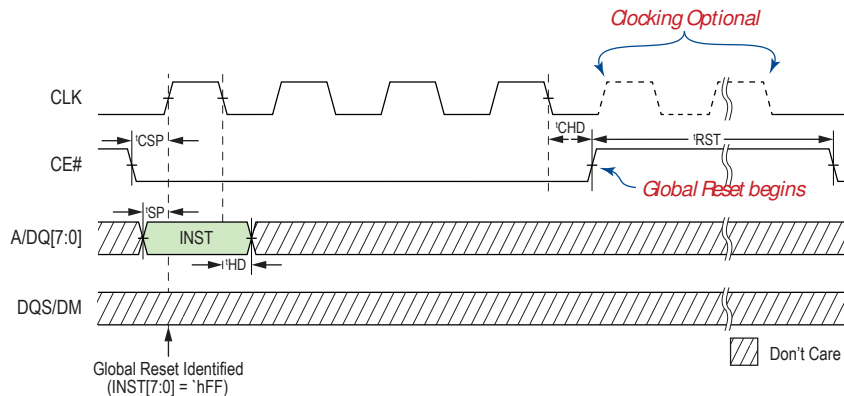 Clocking Optional
CLK
tCHD
tCSP
tRST
CE#
Global Reset begins
tSP
A/DQ[7:0]
INST
tHD
DQS/DM
Global Reset Identified
(INST[7:0] = `hFF)
Don't Care